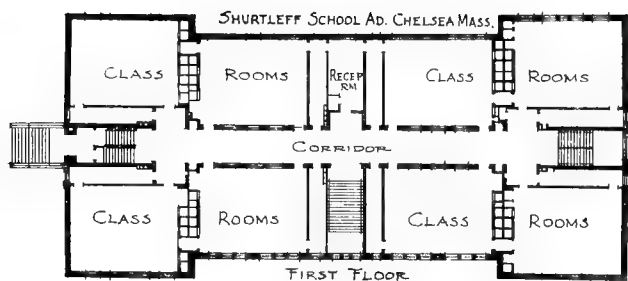 SHURTLEFF SCHOOL AD. CHELSEA MASS.
CLASS ROOMS RECEP RM CLASS ROOMS
CORRIDOR
CLASS ROOMS CLASS ROOMS
FIRST FLOOR